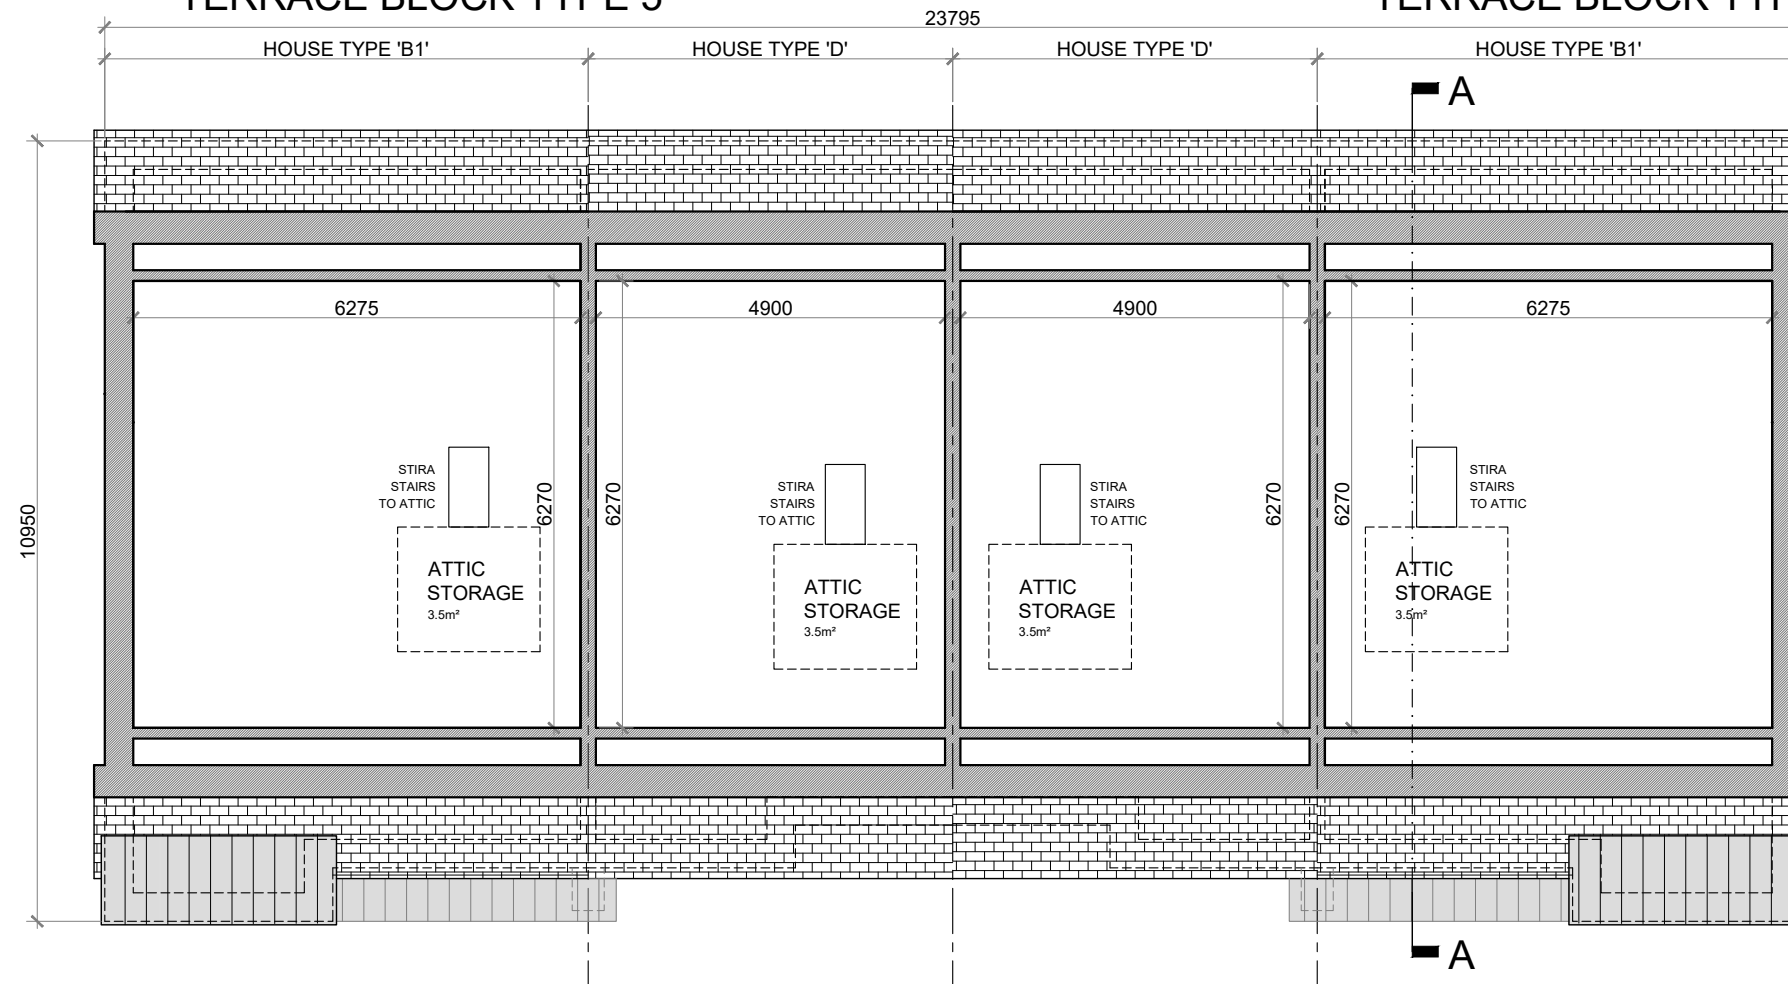 TERRACE BLOCK TYPE
TERRACE BLOCK
23795
HOUSE TYPE 'B1'
HOUSE TYPE 'D'
HOUSE TYPE 'D'
HOUSE TYPE 'B1'
A
6275
4900
4900
6275
10950
STIRA
STAIRS
TO ATTIC
6270
6270
STIRA
STAIRS
TO ATTIC
STIRA
STAIRS
TO ATTIC
6270
6270
STIRA
STAIRS
TO ATTIC
ATTIC
STORAGE
3.5m²
ATTIC
STORAGE
3.5m²
ATTIC
STORAGE
3.5m²
ATTIC
STORAGE
3.5m²
A